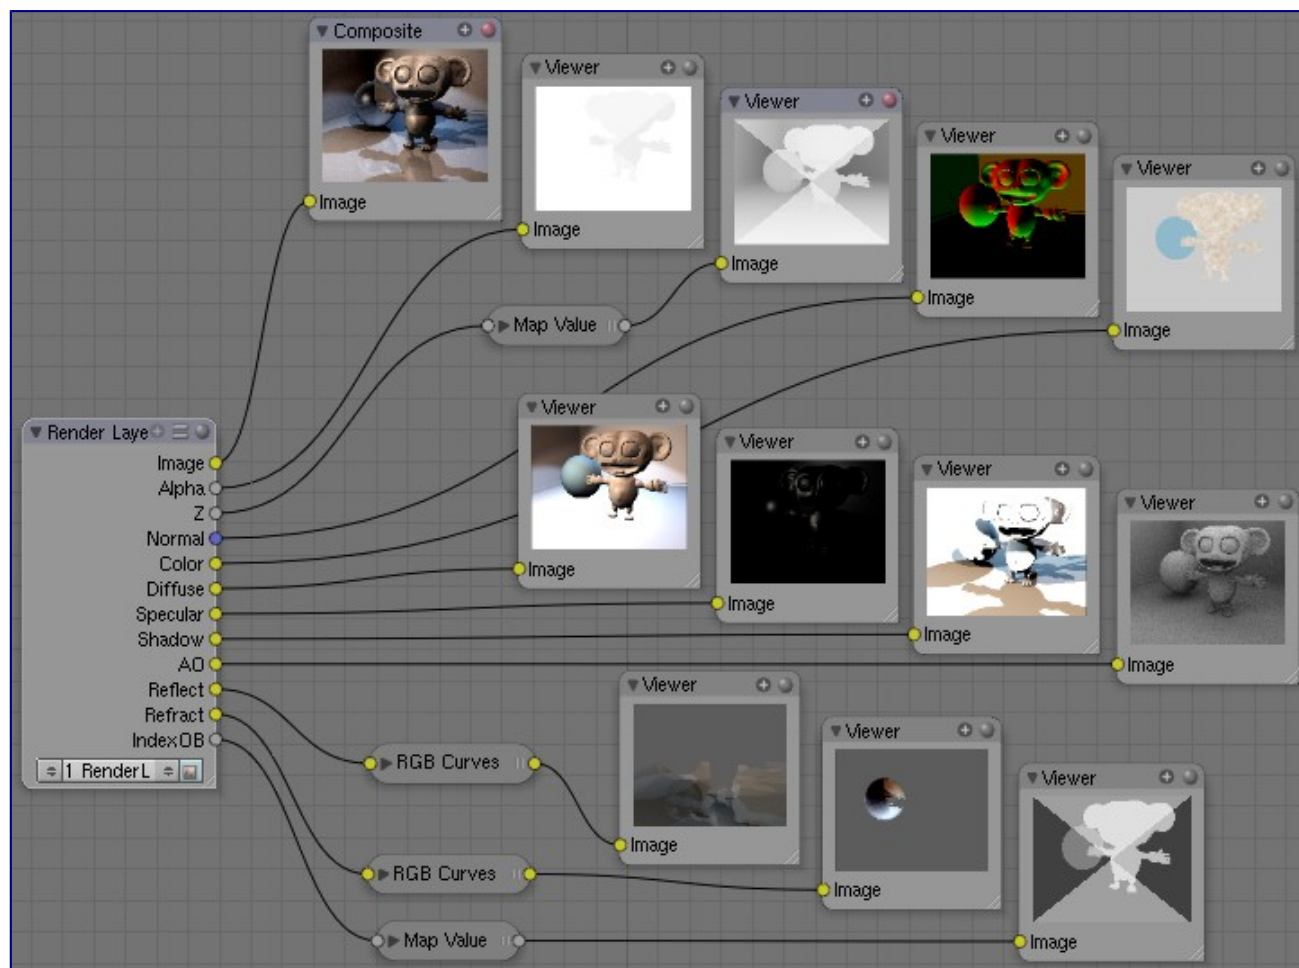 Composite
Image
Viewer
Image
Viewer
Image
Viewer
Image
Viewer
Image
Map Value
Render Laye
Image
Alpha
Z
Normal
Color
Diffuse
Specular
Shadow
AO
Reflect
Refract
IndexOB
1 RenderL
Viewer
Image
Viewer
Image
Viewer
Image
Viewer
Image
RGB Curves
Viewer
Image
RGB Curves
Viewer
Image
Map Value
Viewer
Image